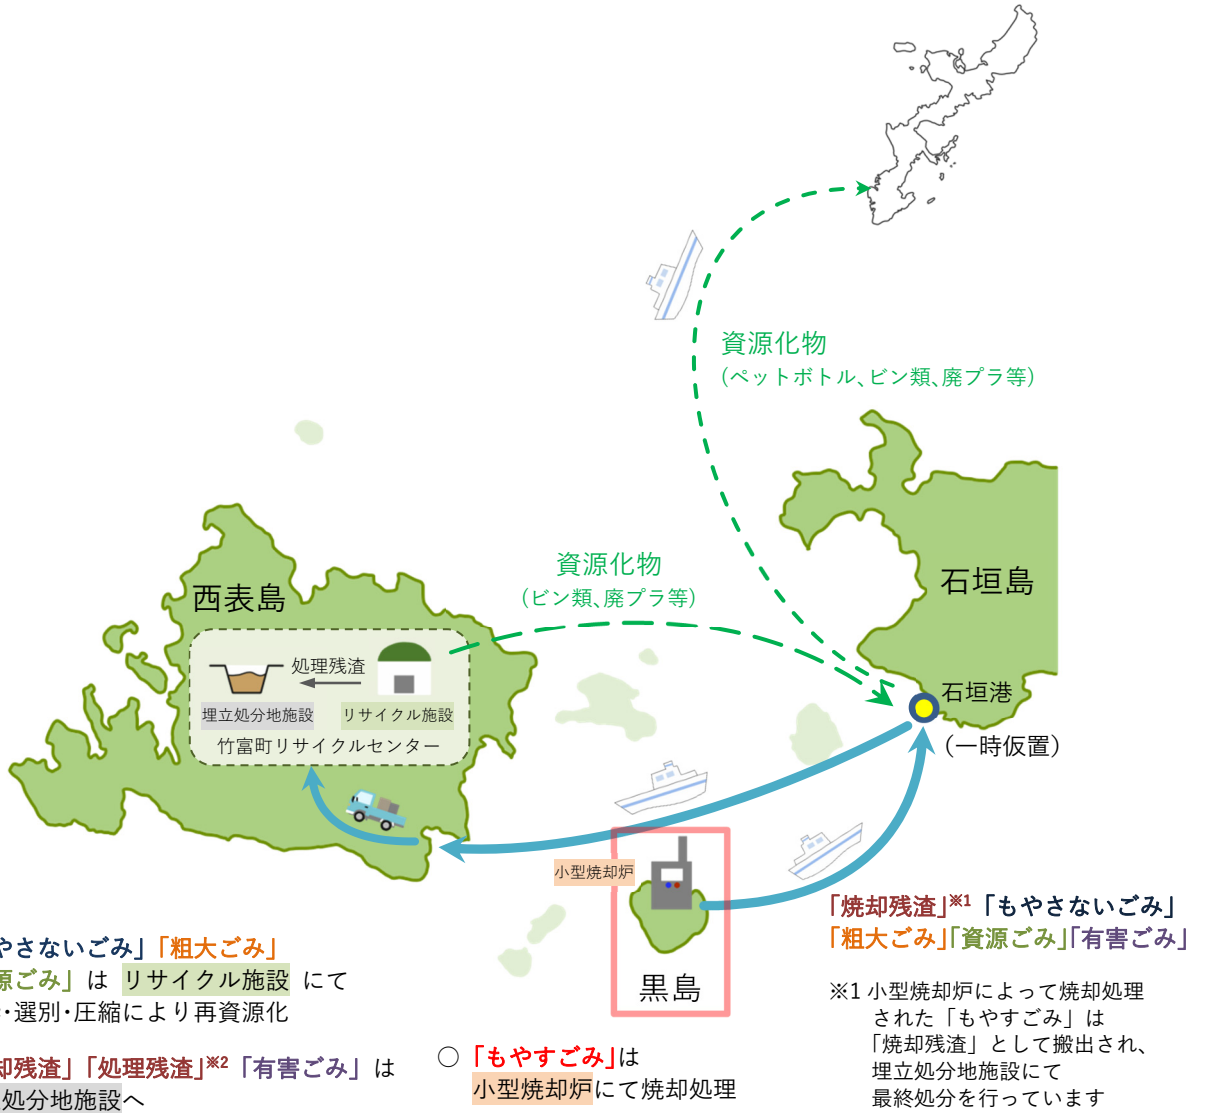 資源化物
(ペットボトル、ビン類、廃プラ等)
資源化物
(ビン類、廃プラ等)
石垣島
西表島
処理残渣
埋立処分地施設
リサイクル施設
竹富町リサイクルセンター
石垣港
(一時仮置)
小型焼却炉
黒島
「焼却残渣」※1「もやさないごみ」
「粗大ごみ」「資源ごみ」「有害ごみ」
※1 小型焼却炉によって焼却処理
された「もやすごみ」は
「焼却残渣」として搬出され、
埋立処分地施設にて
最終処分を行っています
やさないごみ」「粗大ごみ」
源ごみ」は リサイクル施設 にて
・選別・圧縮により再資源化
却残渣」「処理残渣」※2「有害ごみ」は
処分地施設へ
○「もやすごみ」は
小型焼却炉にて焼却処理